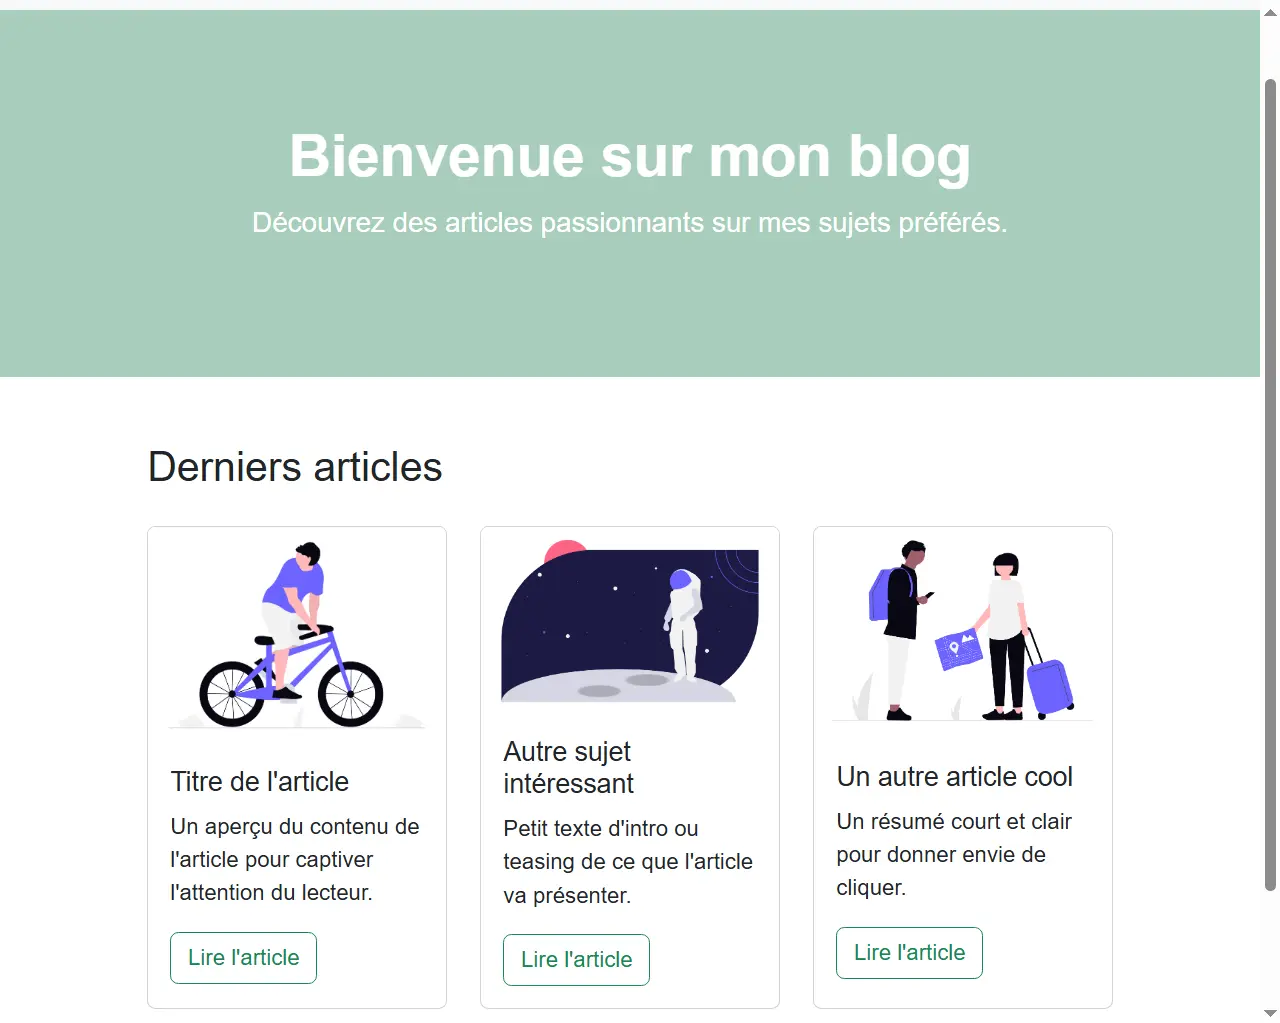 Bienvenue sur mon blog
Découvrez des articles passionnants sur mes sujets préférés.
Derniers articles
Titre de l'article
Un aperçu du contenu de
l'article pour captiver
l'attention du lecteur.
Lire l'article
Autre sujet
intéressant
Petit texte d'intro ou
teasing de ce que l'article
va présenter.
Lire l'article
Un autre article cool
Un résumé court et clair
pour donner envie de
cliquer.
Lire l'article